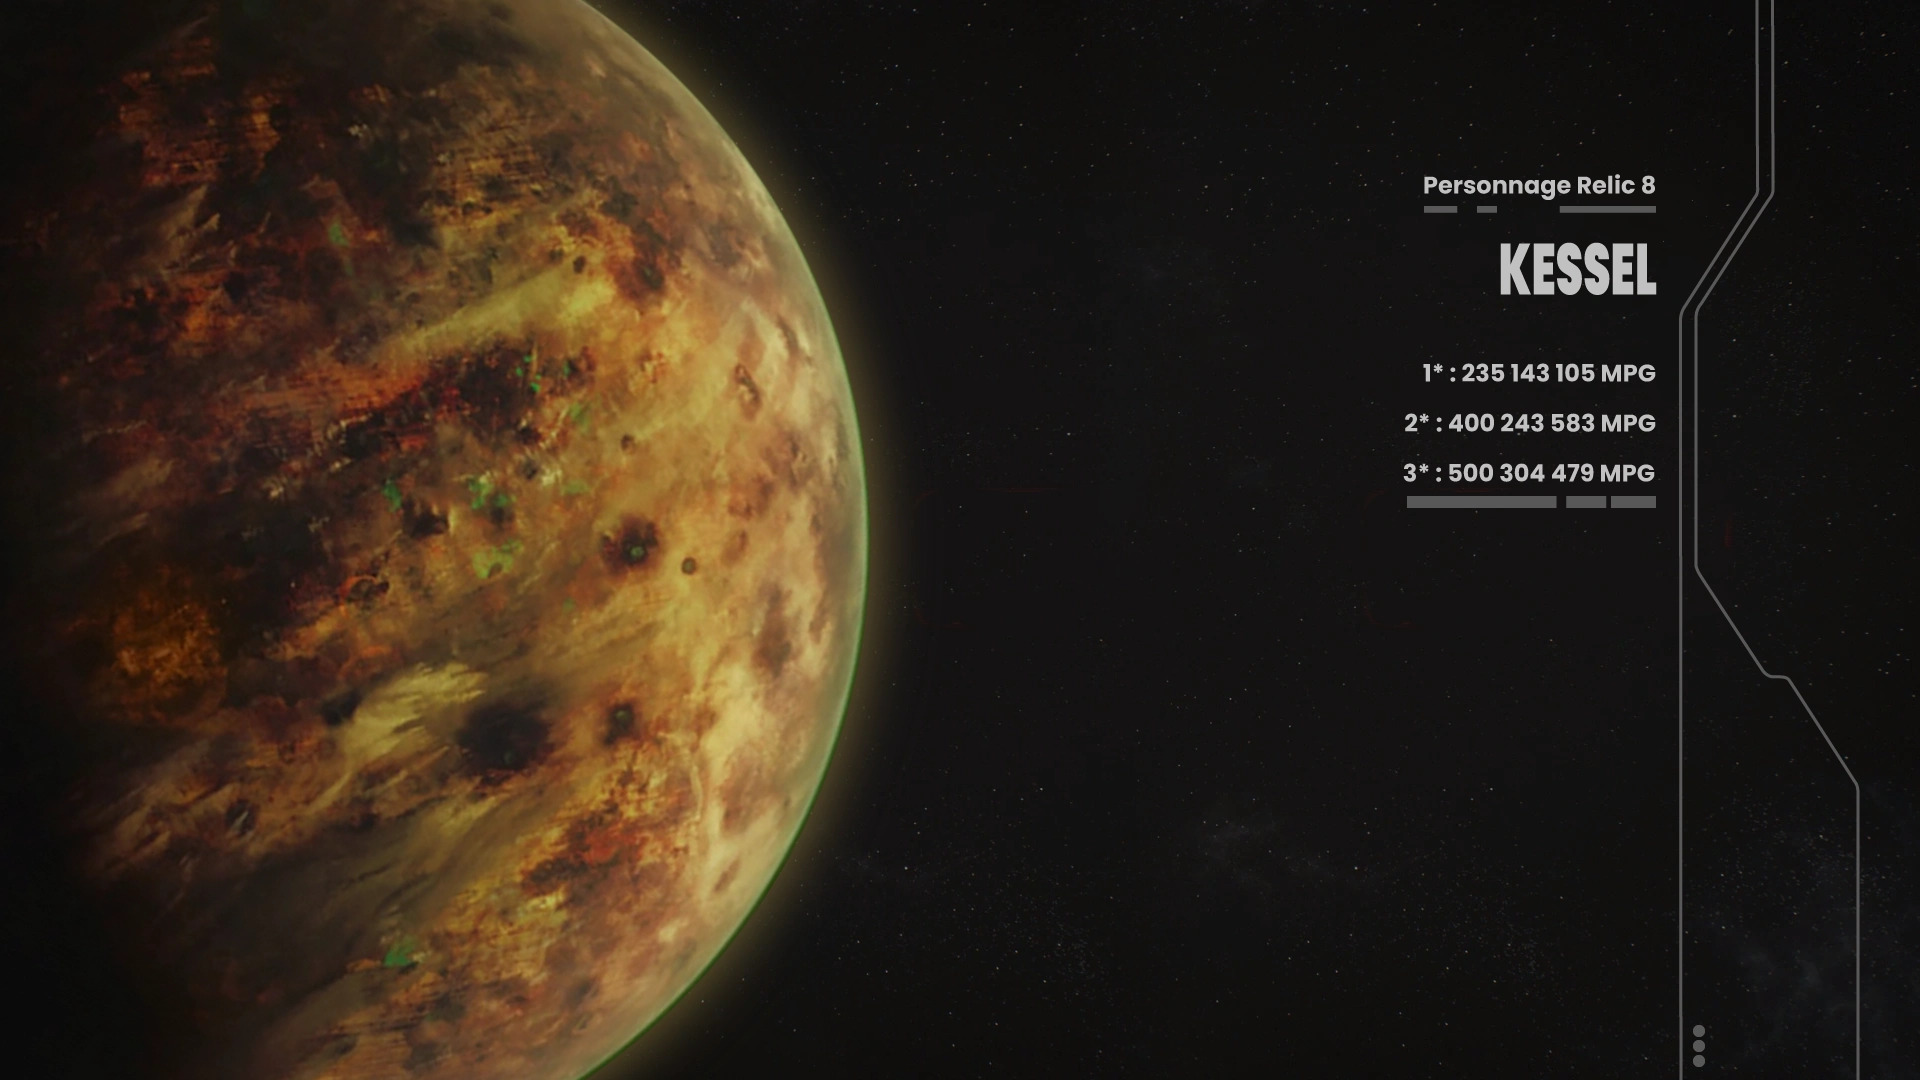 Personnage Relic 8
KESSEL
1* : 235 143 105 MPG
2* : 400 243 583 MPG
3* : 500 304 479 MPG